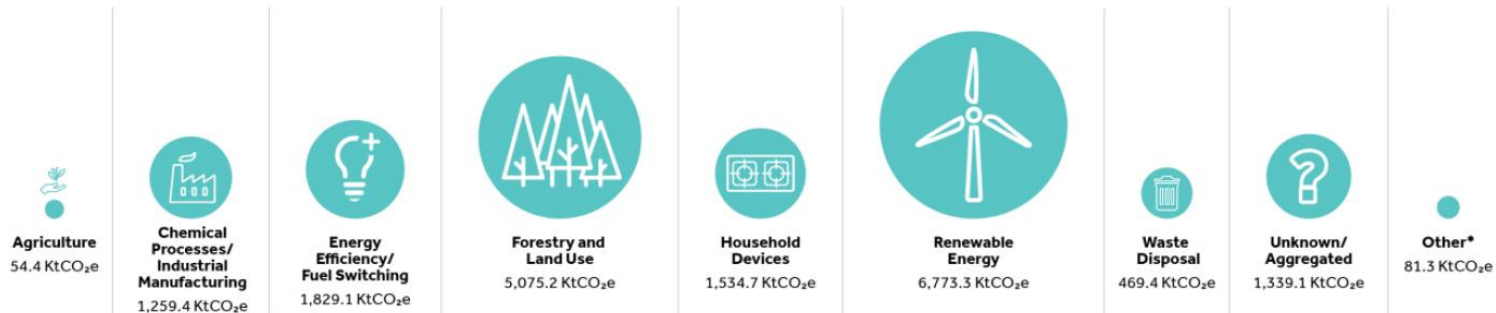 Agriculture
54.4 KtCO₂e
Chemical
Processes/
Industrial
Manufacturing
1,259.4 KtCO₂e
Energy
Efficiency/
Fuel Switching
1,829.1 KtCO₂e
Forestry and
Land Use
5,075.2 KtCO₂e
Household
Devices
1,534.7 KtCO₂e
Renewable
Energy
6,773.3 KtCO₂e
Waste
Disposal
469.4 KtCO₂e
?
Unknown/
Aggregated
1,339.1 KtCO₂e
Other*
81.3 KtCO₂e